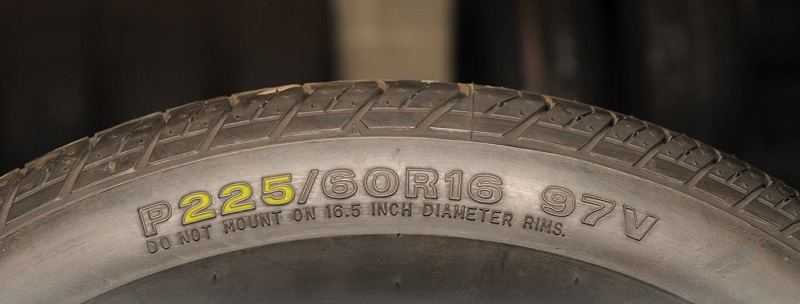 P225/60R16 97V
DO NOT MOUNT ON 16.5 INCH DIAMETER RIMS.